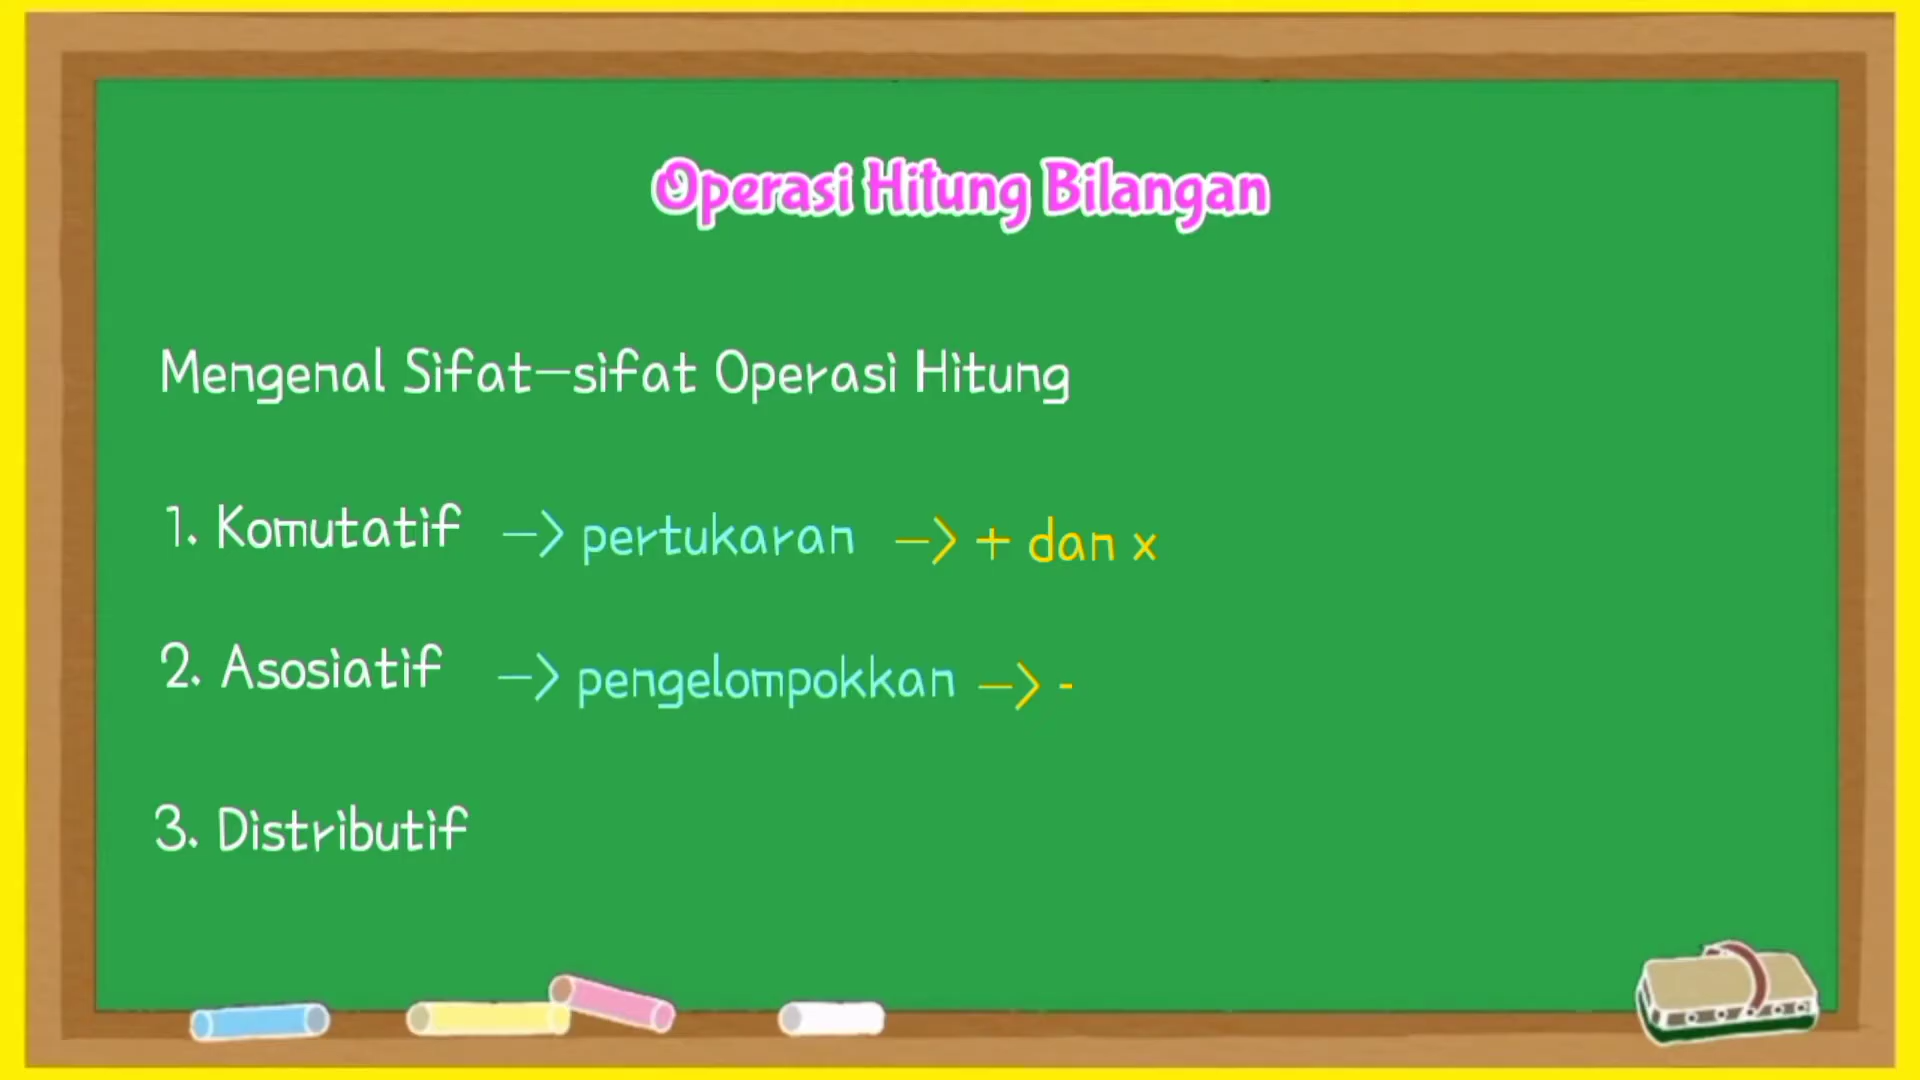 Operasi Hitung Bilangan
Mengenal Sifat-sifat Operasi Hitung
1. Komutatif -> pertukaran -> + dan x
2. Asosiatif -> pengelompokkan -> -
3. Distributif